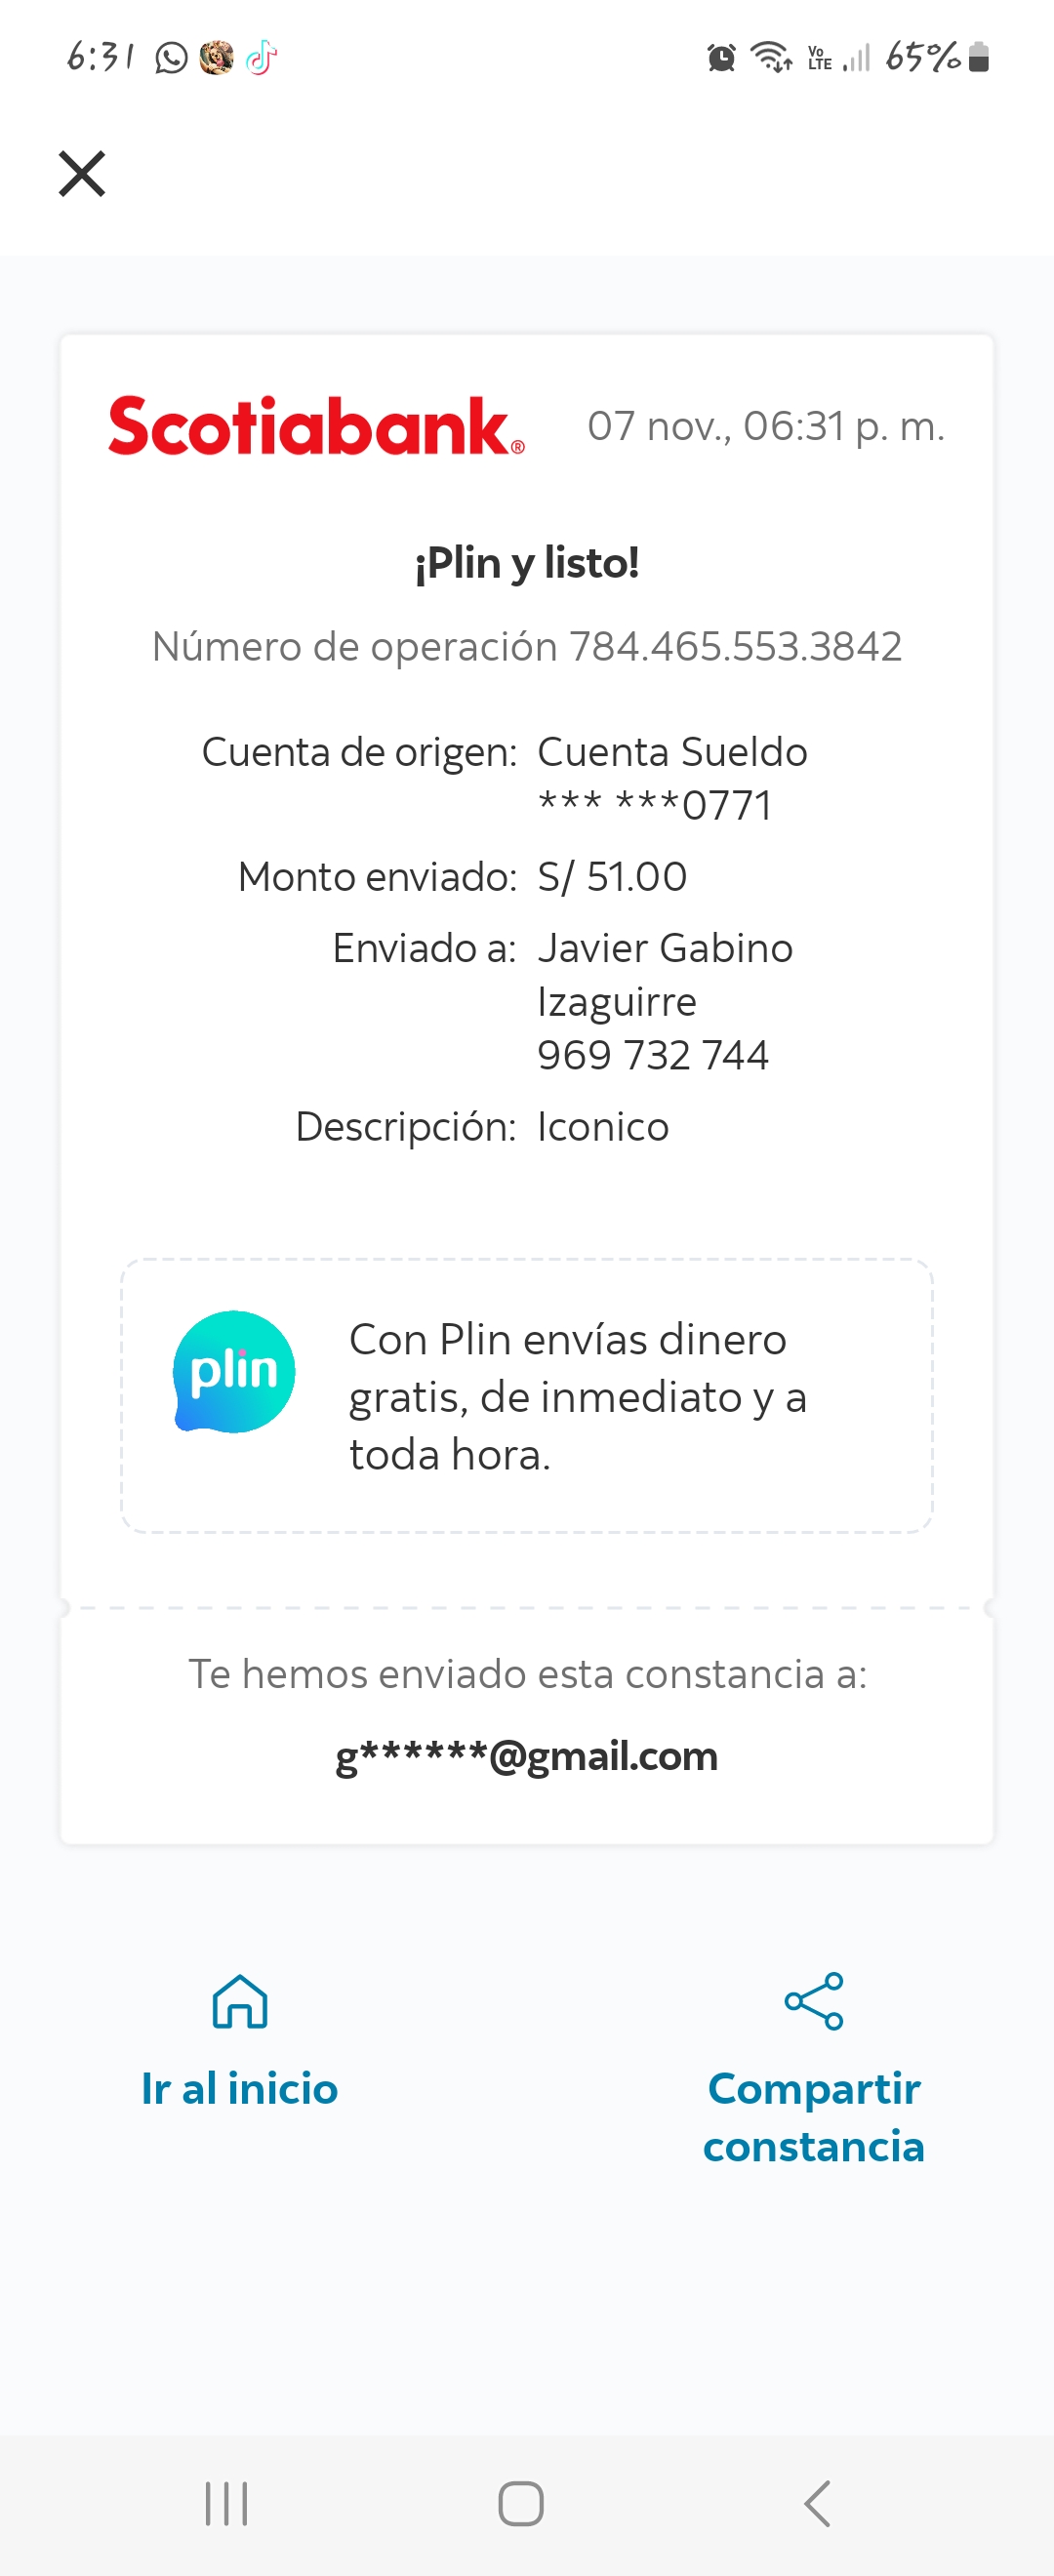 6:31 Vo LTE 65%
Scotiabank® 07 nov., 06:31 p. m.
¡Plin y listo!
Número de operación 784.465.553.3842
Cuenta de origen: Cuenta Sueldo
*** ***0771
Monto enviado: S/ 51.00
Enviado a: Javier Gabino
Izaguirre
969 732 744
Descripción: Iconico
plin
Con Plin envías dinero
gratis, de inmediato y a
toda hora.
Te hemos enviado esta constancia a:
g******@gmail.com
Ir al inicio
Compartir
constancia